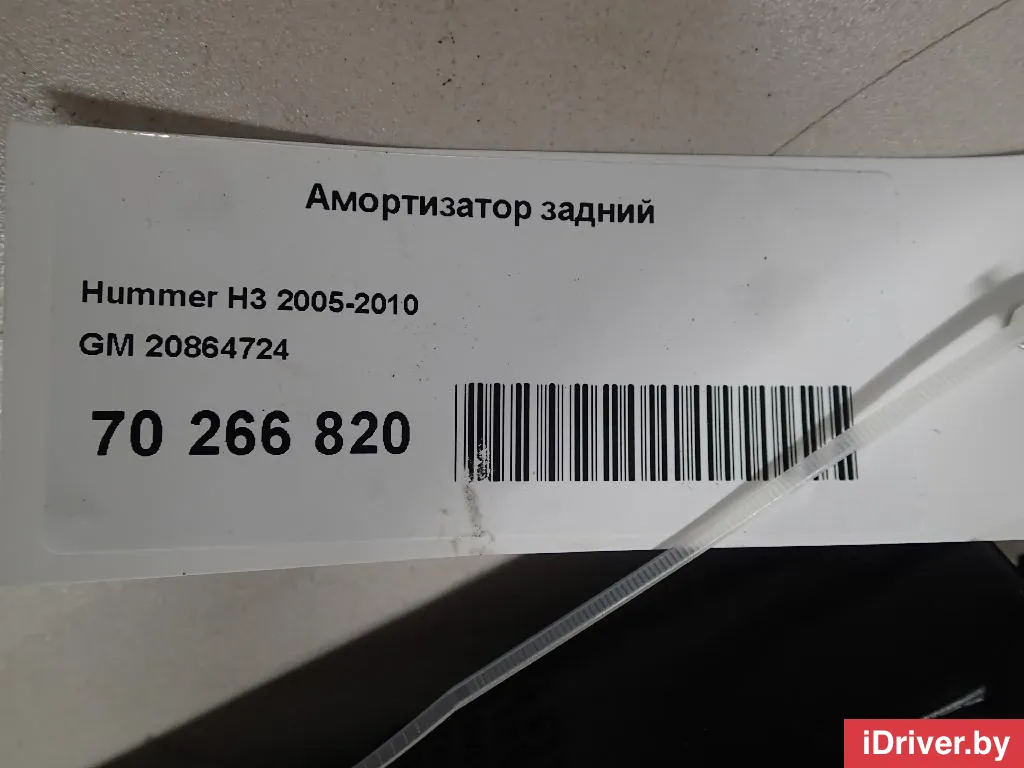 Амортизатор задний
Hummer H3 2005-2010
GM 20864724
70 266 820
iDriver.by